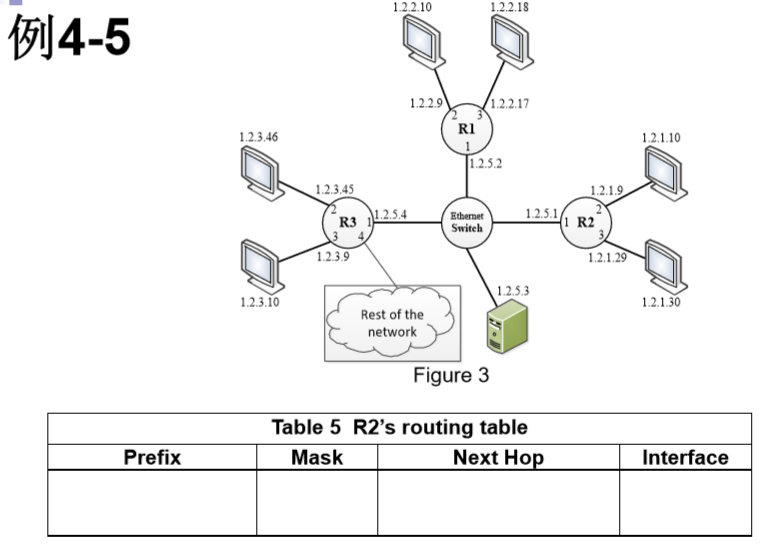 例4-5
1.2.2.10
1.2.2.18
1.2.2.9
1.2.2.17
2
3
R1
1
1.2.5.2
1.2.3.46
1.2.1.10
1.2.3.45
1.2.1.9
2
R3
1
1.2.5.4
3
4
1.2.3.9
Ethernet
Switch
1.2.5.1
1
R2
2
3
1.2.1.29
1.2.3.10
1.2.5.3
1.2.1.30
Rest of the
network
Figure 3
Table 5 R2’s routing table
Prefix
Mask
Next Hop
Interface